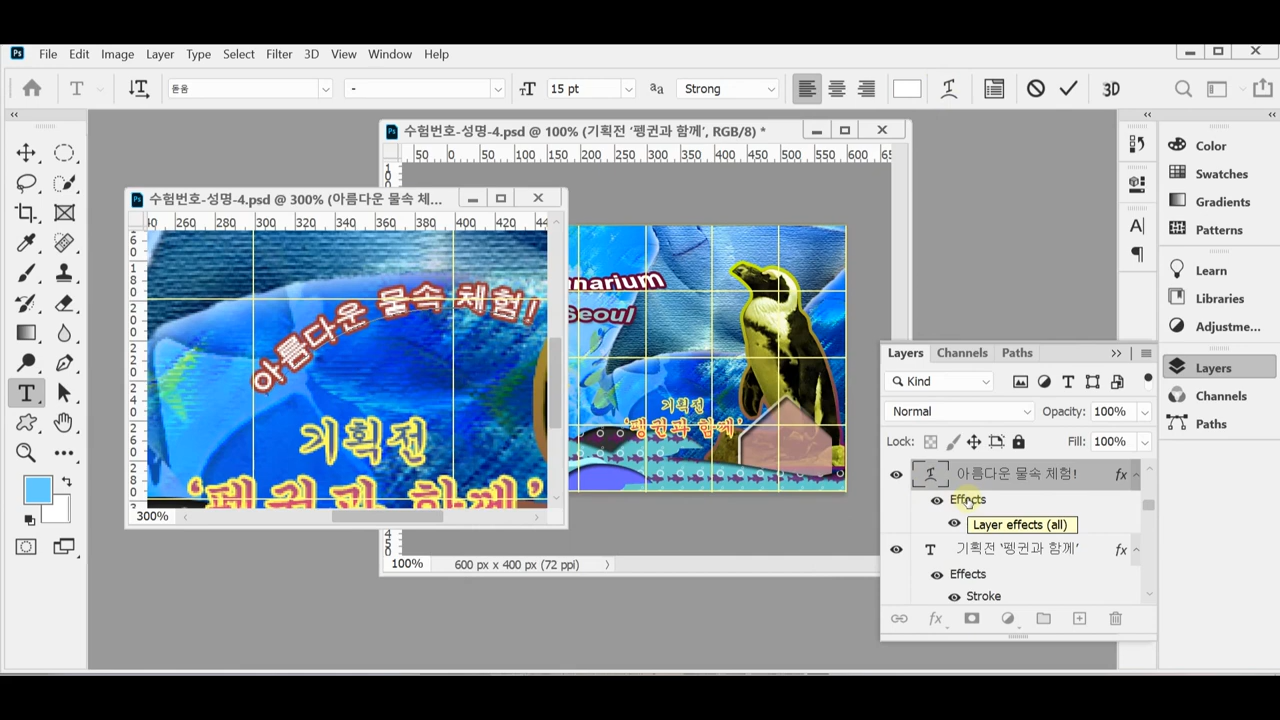 Ps File Edit Image Layer Type Select Filter 3D View Window Help
돋움 - 15 pt Strong 3D
수험번호-성명-4.psd @ 100% (기획전 ‘펭귄과 함께’, RGB/8) *
50 0 50 100 150 200 250 300 350 400 450 500 550 600
수험번호-성명-4.psd @ 300% (아름다운 물속 체...
260 280 300 320 340 360 380 400 420
아름다운 물속 체험!
기획전
‘펭귄과 함께’
300%
Seoul
기획전
‘펭귄과 함께’
100% 600 px x 400 px (72 ppi)
Color
Swatches
Gradients
Patterns
Learn
Libraries
Adjustme...
Layers
Channels
Paths
Layers Channels Paths
Kind
Normal Opacity: 100%
Lock: Fill: 100%
아름다운 물속 체험! fx
Effects
Layer effects (all)
T 기획전 ‘펭귄과 함께’ fx
Effects
Stroke